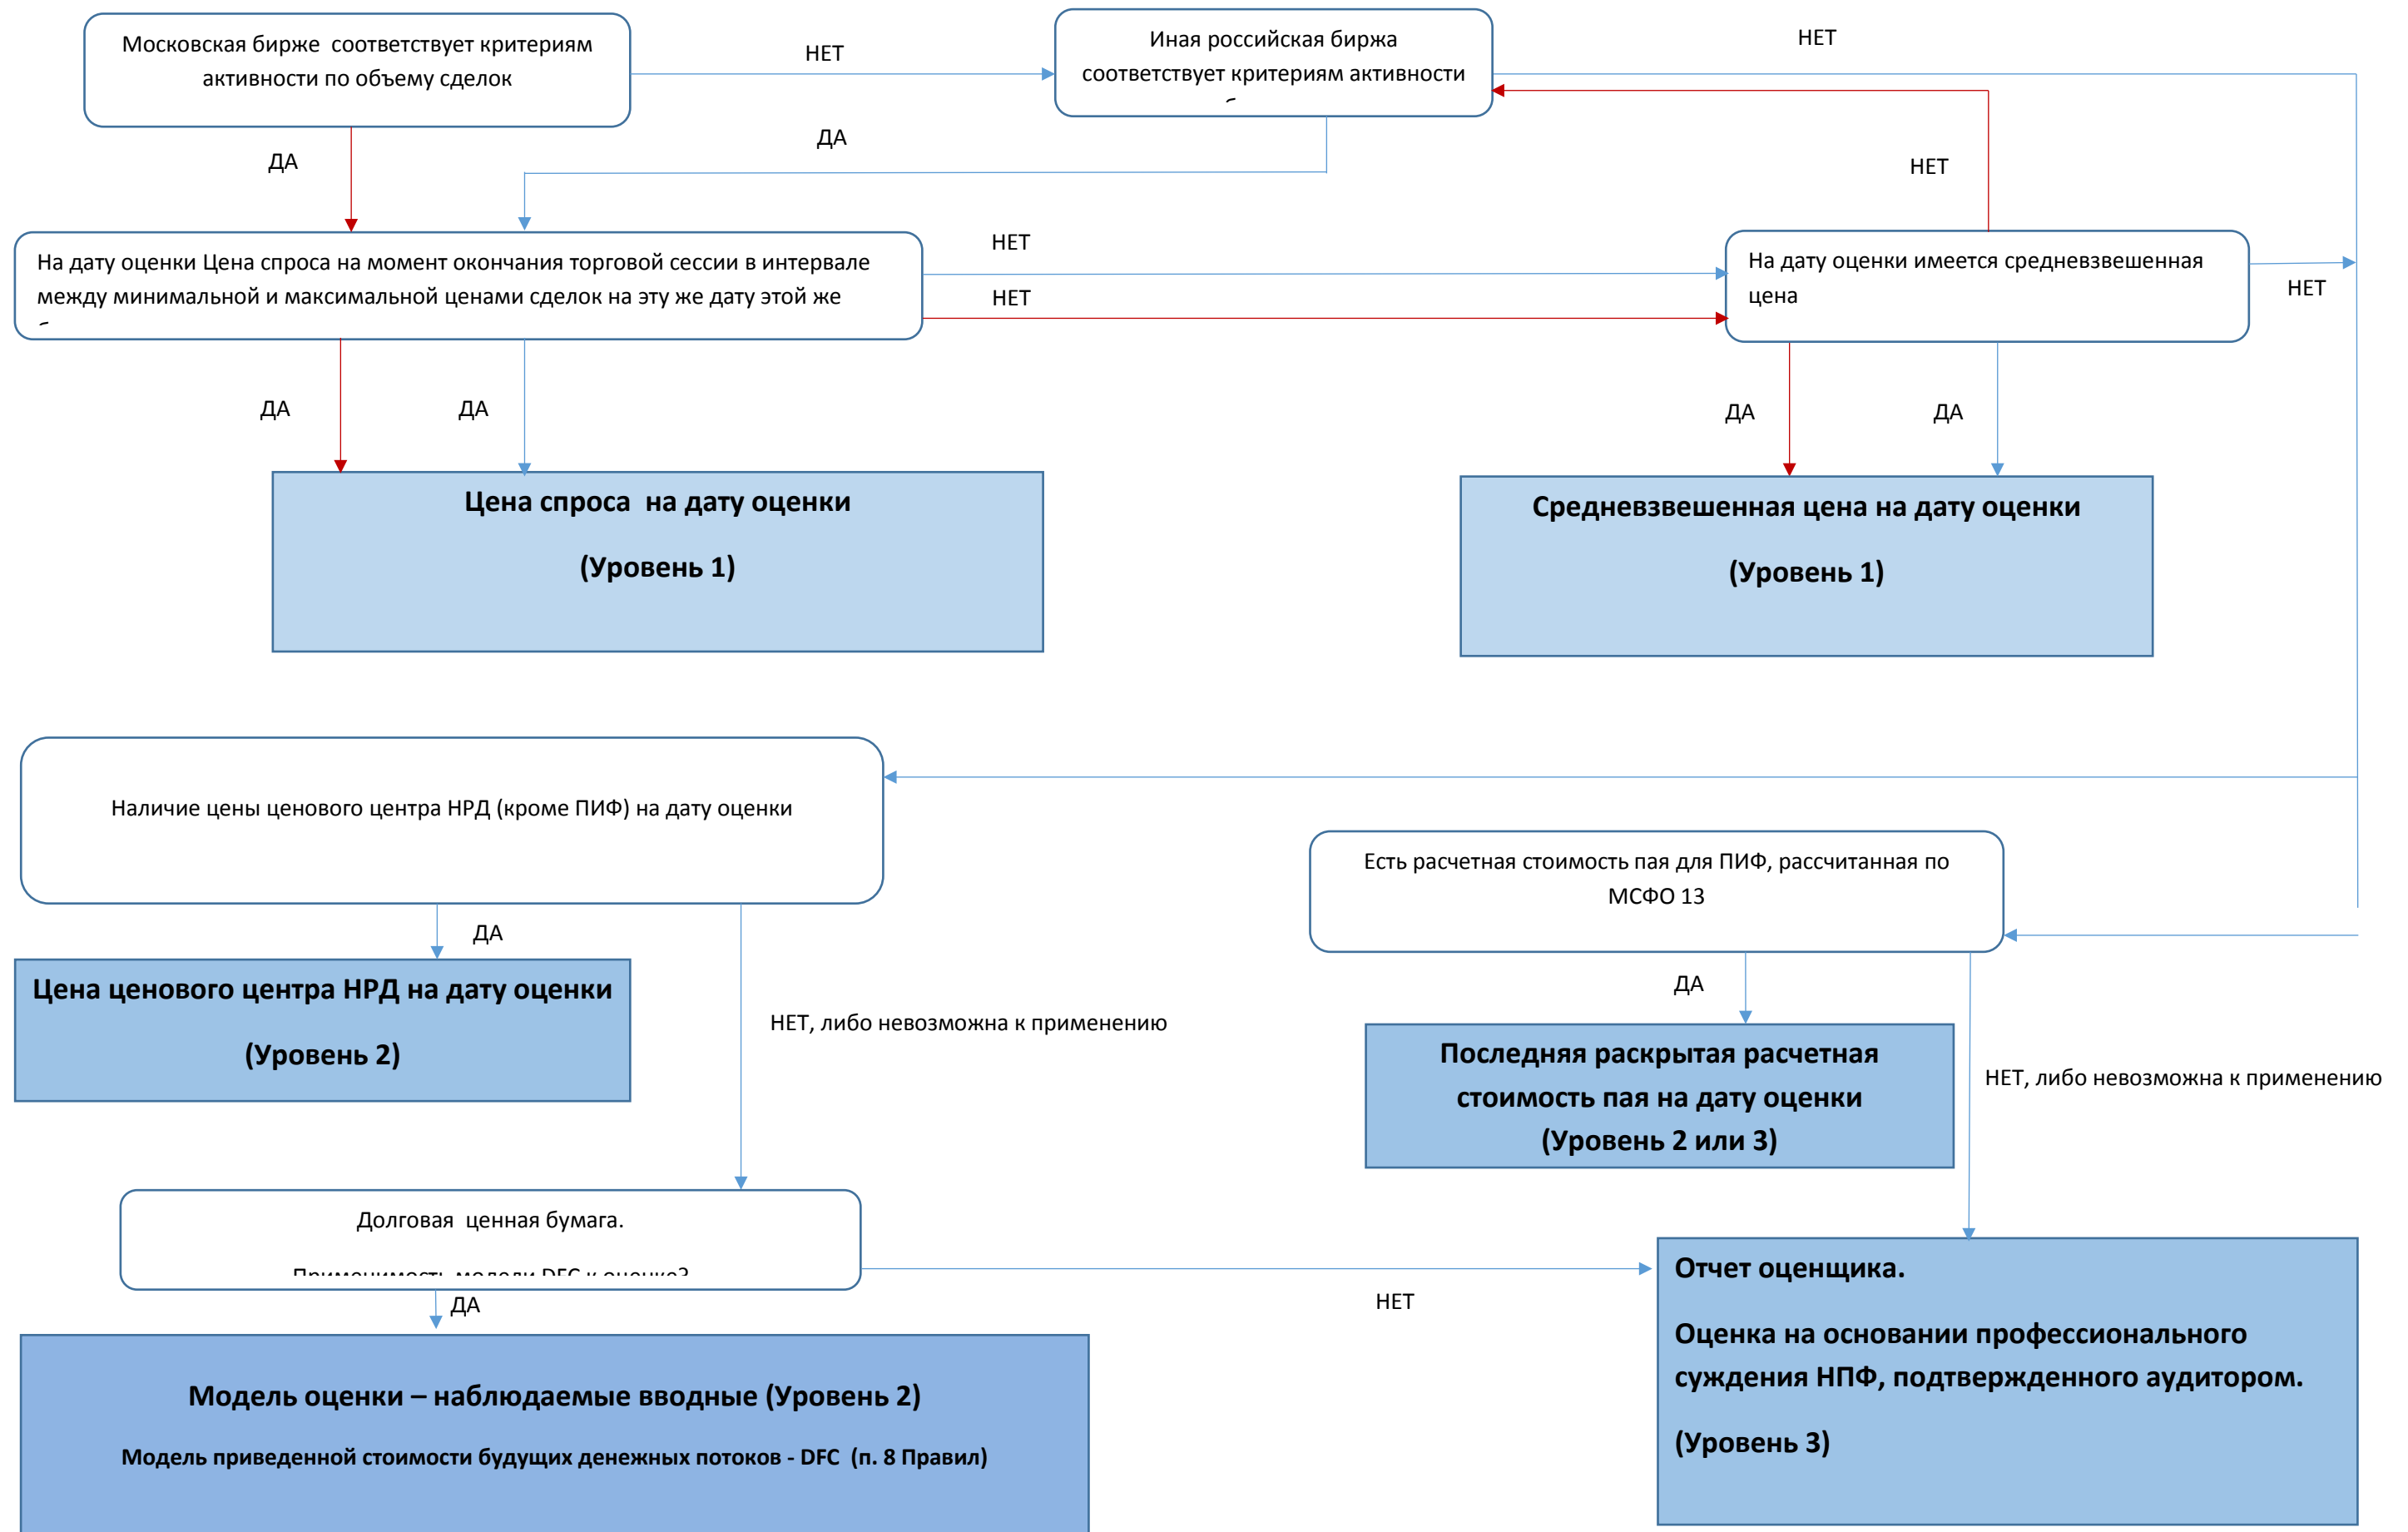 Московская бирже соответствует критериям
активности по объему сделок
НЕТ
Иная российская биржа
соответствует критериям активности
НЕТ
ДА
ДА
НЕТ
На дату оценки Цена спроса на момент окончания торговой сессии в интервале
между минимальной и максимальной ценами сделок на эту же дату этой же
НЕТ
НЕТ
На дату оценки имеется средневзвешенная
цена
НЕТ
ДА
ДА
ДА
ДА
Цена спроса на дату оценки
(Уровень 1)
Средневзвешенная цена на дату оценки
(Уровень 1)
Наличие цены ценового центра НРД (кроме ПИФ) на дату оценки
Есть расчетная стоимость пая для ПИФ, рассчитанная по
МСФО 13
ДА
Цена ценового центра НРД на дату оценки
(Уровень 2)
НЕТ, либо невозможна к применению
ДА
Последняя раскрытая расчетная
стоимость пая на дату оценки
(Уровень 2 или 3)
НЕТ, либо невозможна к применению
Долговая ценная бумага.
Применимость модели DFC к оценке?
ДА
НЕТ
Отчет оценщика.
Оценка на основании профессионального
суждения НПФ, подтвержденного аудитором.
(Уровень 3)
Модель оценки – наблюдаемые вводные (Уровень 2)
Модель приведенной стоимости будущих денежных потоков - DFC (п. 8 Правил)